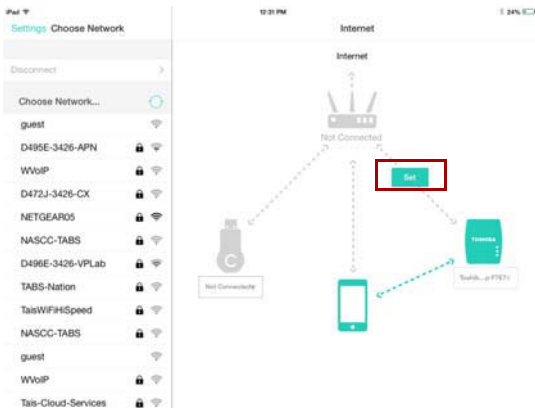 iPad
12:31 PM
24%
Settings Choose Network
Internet
Disconnect
Choose Network...
guest
D495E-3426-APN
WVoIP
D472J-3426-CX
NETGEAR05
NASCC-TABS
D496E-3426-VPLab
TABS-Nation
TaisWiFiHiSpeed
NASCC-TABS
guest
WVoIP
Tais-Cloud-Services
Internet
Not Connected
Set
TOSHIBA
C
Not Connected